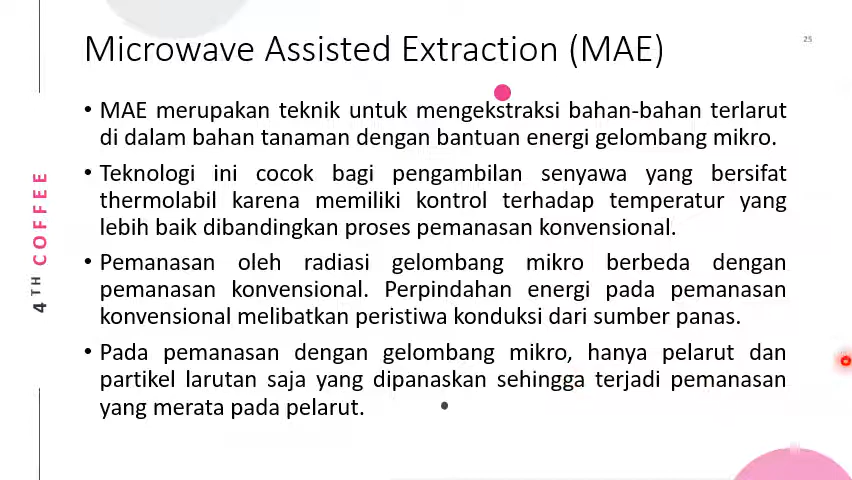 Microwave Assisted Extraction (MAE)
25
• MAE merupakan teknik untuk mengekstraksi bahan-bahan terlarut
di dalam bahan tanaman dengan bantuan energi gelombang mikro.
• Teknologi ini cocok bagi pengambilan senyawa yang bersifat
thermolabil karena memiliki kontrol terhadap temperatur yang
lebih baik dibandingkan proses pemanasan konvensional.
• Pemanasan oleh radiasi gelombang mikro berbeda dengan
pemanasan konvensional. Perpindahan energi pada pemanasan
konvensional melibatkan peristiwa konduksi dari sumber panas.
• Pada pemanasan dengan gelombang mikro, hanya pelarut dan
partikel larutan saja yang dipanaskan sehingga terjadi pemanasan
yang merata pada pelarut.
4TH COFFEE